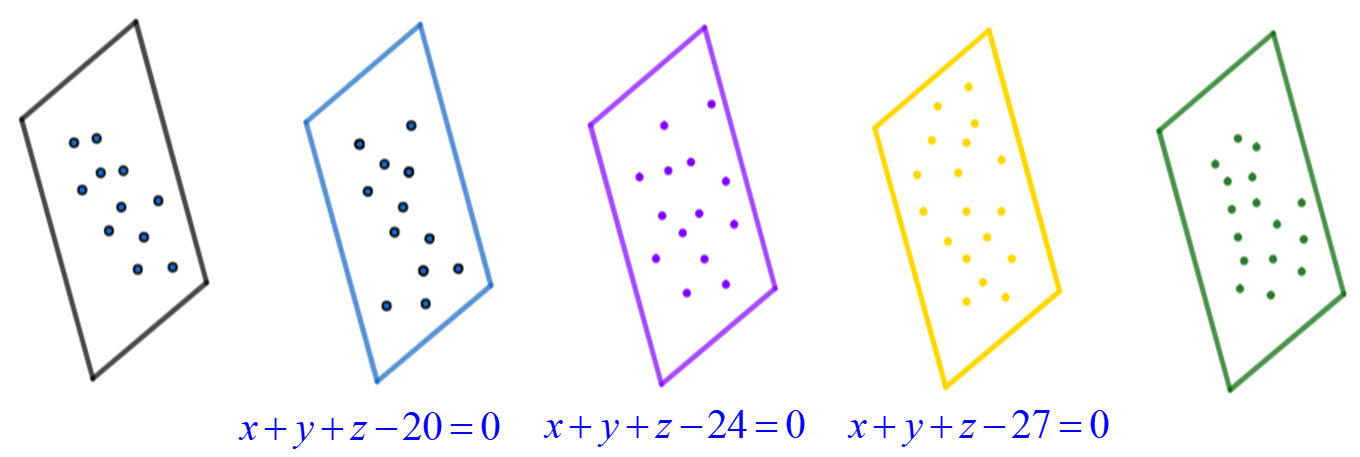 x + y + z − 20 = 0
x + y + z − 24 = 0
x + y + z − 27 = 0